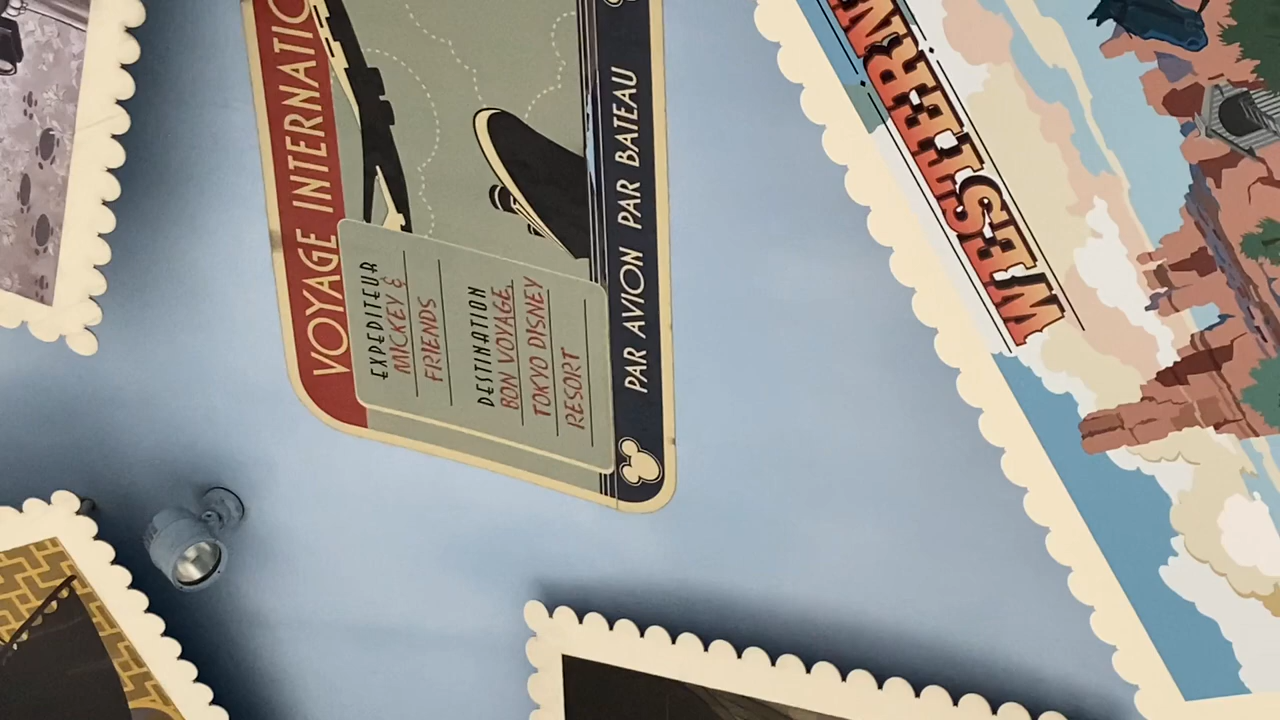 VOYAGE INTERNATIO
EXPEDITEUR
MICKEY &
FRIENDS
DESTINATION
BON VOYAGE,
TOKYO DISNEY
RESORT
PAR AVION PAR BATEAU
WESTERN